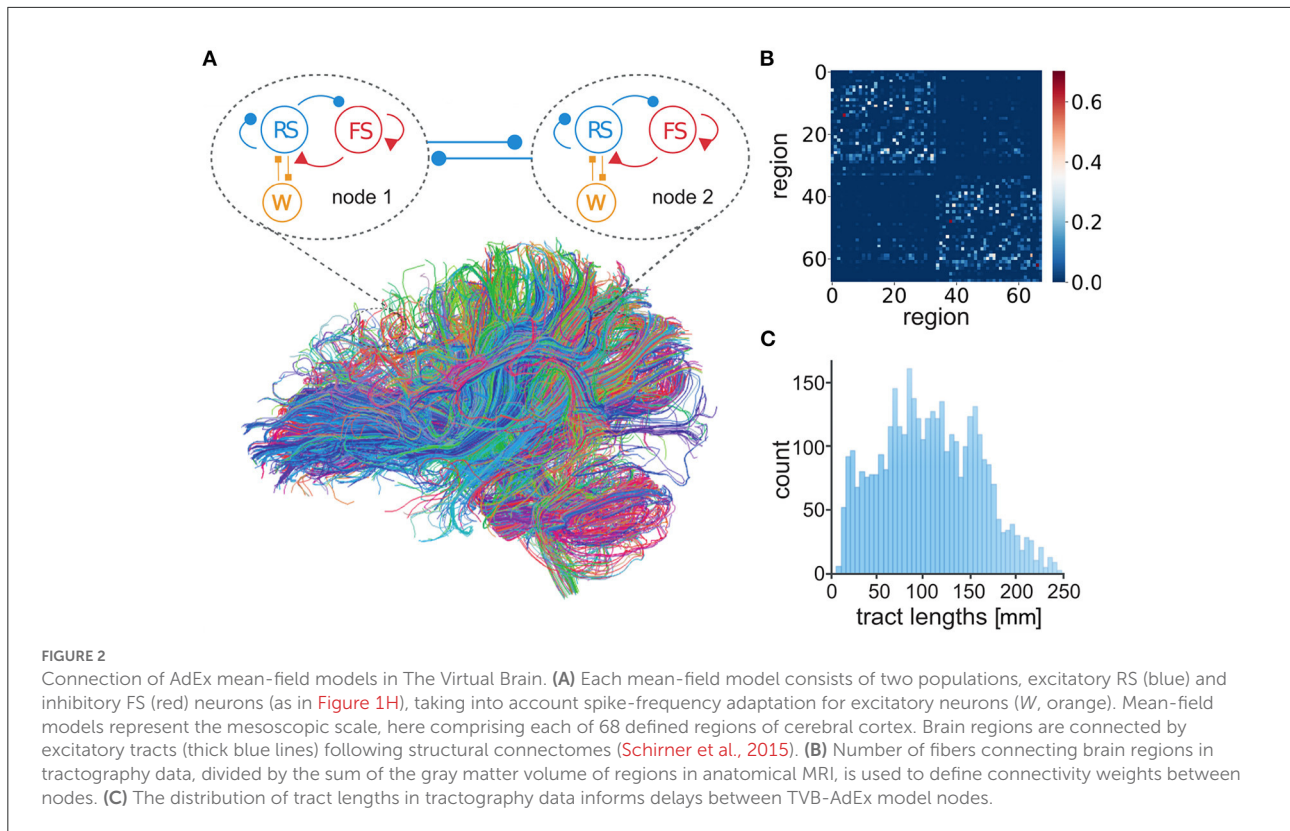 A
RS
FS
W
node 1
RS
FS
W
node 2
B
0
20
40
60
region
0 20 40 60
region
0.6
0.4
0.2
0.0
C
150
100
50
0
count
0 50 100 150 200 250
tract lengths [mm]
FIGURE 2
Connection of AdEx mean-field models in The Virtual Brain. (A) Each mean-field model consists of two populations, excitatory RS (blue) and
inhibitory FS (red) neurons (as in Figure 1H), taking into account spike-frequency adaptation for excitatory neurons (W, orange). Mean-field
models represent the mesoscopic scale, here comprising each of 68 defined regions of cerebral cortex. Brain regions are connected by
excitatory tracts (thick blue lines) following structural connectomes (Schirner et al., 2015). (B) Number of fibers connecting brain regions in
tractography data, divided by the sum of the gray matter volume of regions in anatomical MRI, is used to define connectivity weights between
nodes. (C) The distribution of tract lengths in tractography data informs delays between TVB-AdEx model nodes.